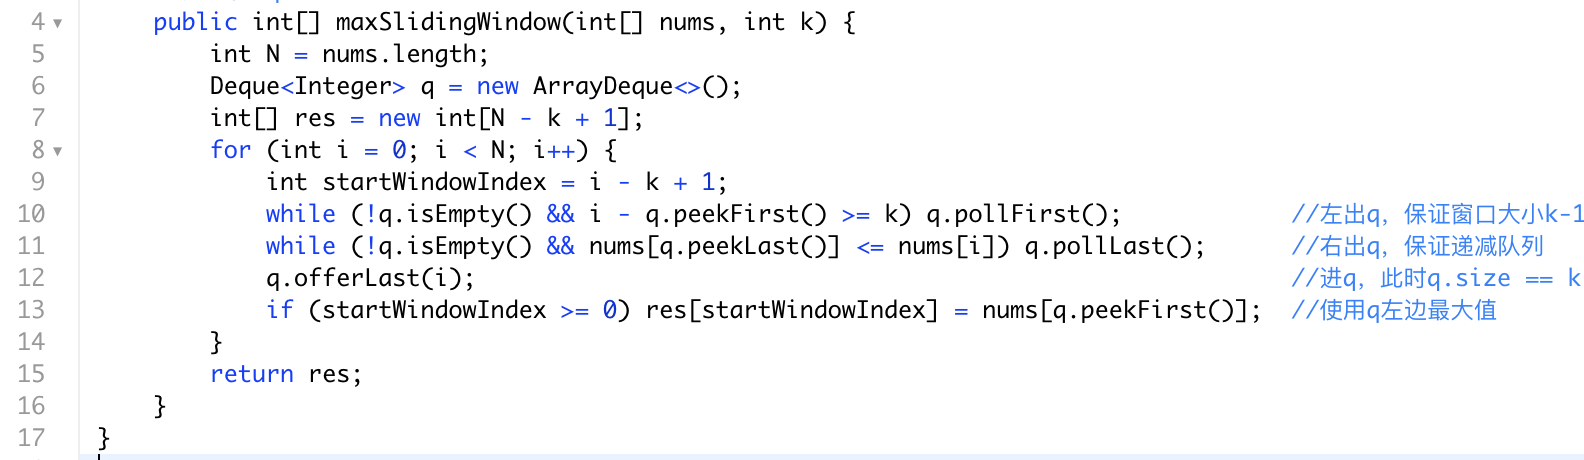 4 public int[] maxSlidingWindow(int[] nums, int k) {
5 int N = nums.length;
6 Deque<Integer> q = new ArrayDeque<>();
7 int[] res = new int[N - k + 1];
8 for (int i = 0; i < N; i++) {
9 int startWindowIndex = i - k + 1;
10 while (!q.isEmpty() && i - q.peekFirst() >= k) q.pollFirst(); //左出q，保证窗口大小k-1
11 while (!q.isEmpty() && nums[q.peekLast()] <= nums[i]) q.pollLast(); //右出q，保证递减队列
12 q.offerLast(i); //进q，此时q.size == k
13 if (startWindowIndex >= 0) res[startWindowIndex] = nums[q.peekFirst()]; //使用q左边最大值
14 }
15 return res;
16 }
17 }